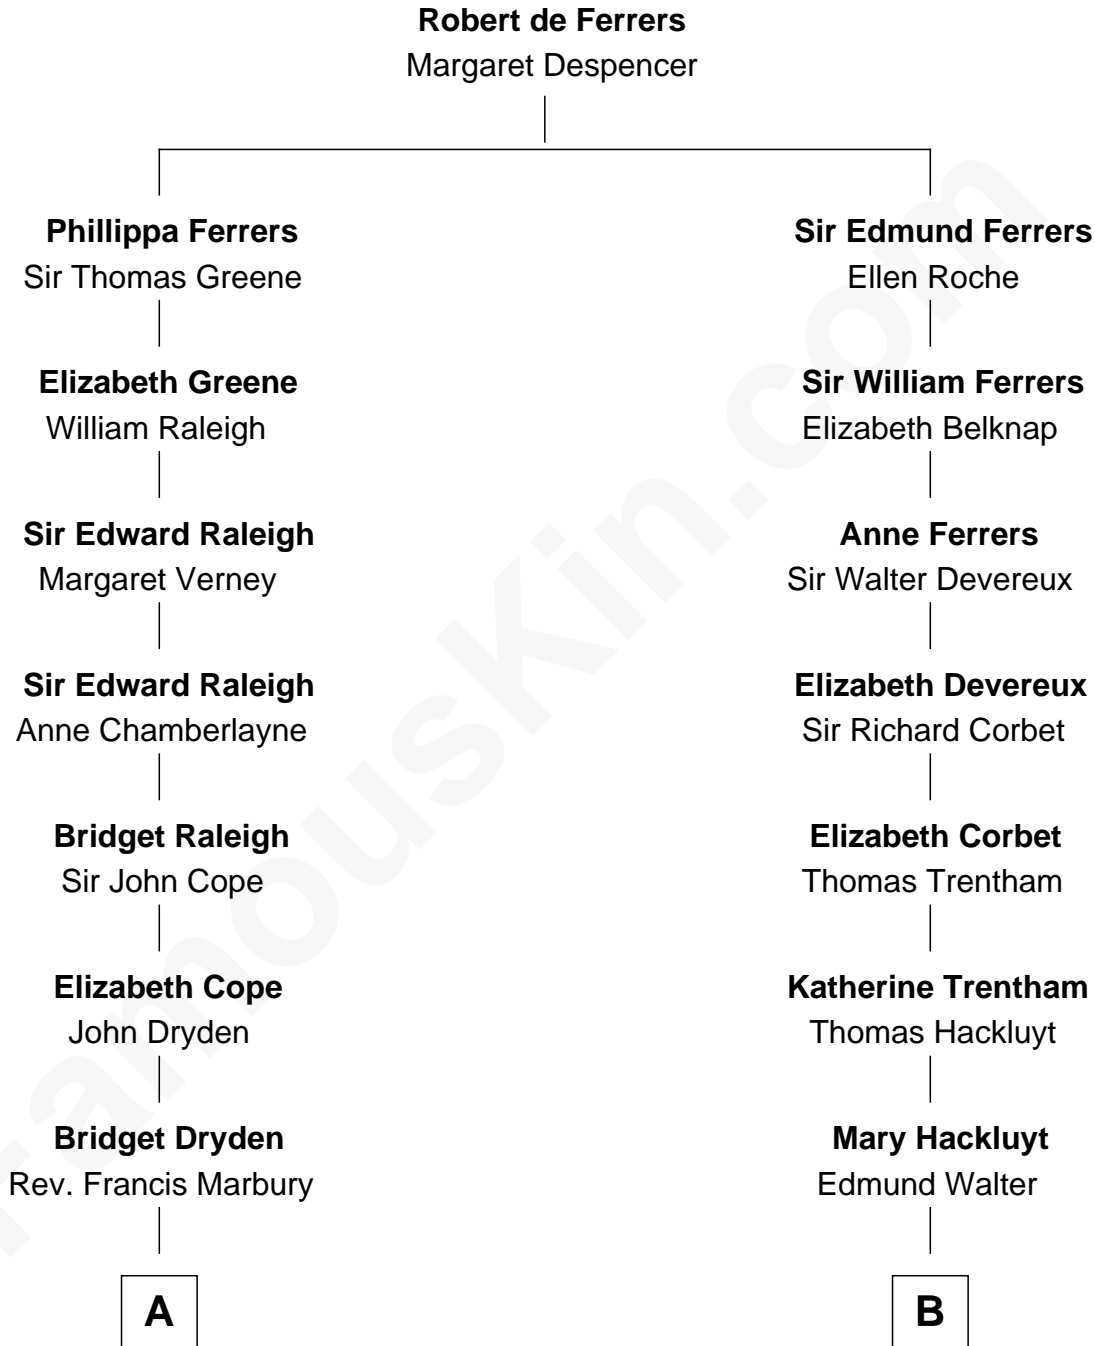 Robert de Ferrers
Margaret Despencer
Phillippa Ferrers
Sir Thomas Greene
Elizabeth Greene
William Raleigh
Sir Edward Raleigh
Margaret Verney
Sir Edward Raleigh
Anne Chamberlayne
Bridget Raleigh
Sir John Cope
Elizabeth Cope
John Dryden
Bridget Dryden
Rev. Francis Marbury
A
Sir Edmund Ferrers
Ellen Roche
Sir William Ferrers
Elizabeth Belknap
Anne Ferrers
Sir Walter Devereux
Elizabeth Devereux
Sir Richard Corbet
Elizabeth Corbet
Thomas Trentham
Katherine Trentham
Thomas Hackluyt
Mary Hackluyt
Edmund Walter
B
FamousKin.com